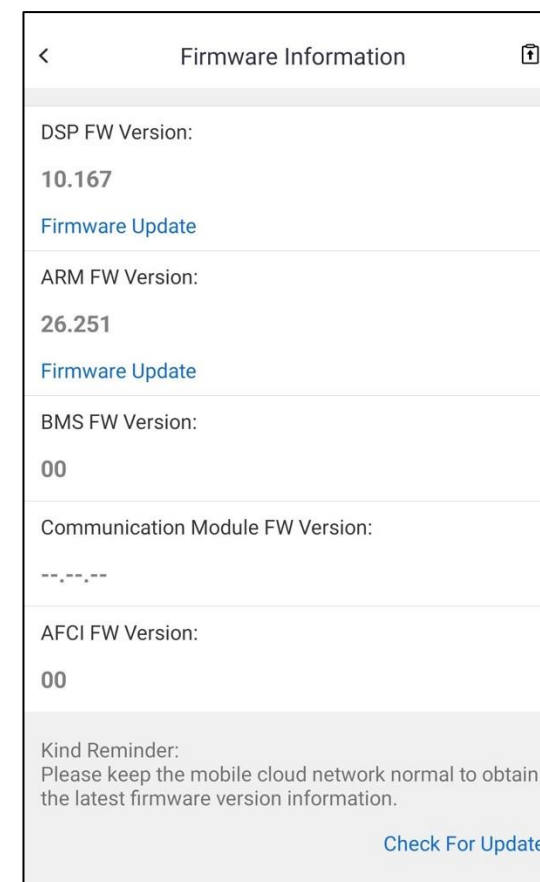 Firmware Information
DSP FW Version:
10.167
Firmware Update
ARM FW Version:
26.251
Firmware Update
BMS FW Version:
00
Communication Module FW Version:
--.--.--
AFCI FW Version:
00
Kind Reminder:
Please keep the mobile cloud network normal to obtain
the latest firmware version information.
Check For Update